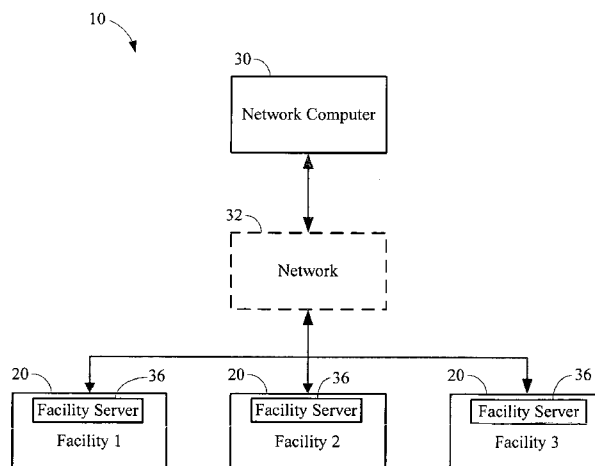 10
30
Network Computer
32
Network
20
36
20
36
20
36
Facility Server
Facility Server
Facility Server
Facility 1
Facility 2
Facility 3